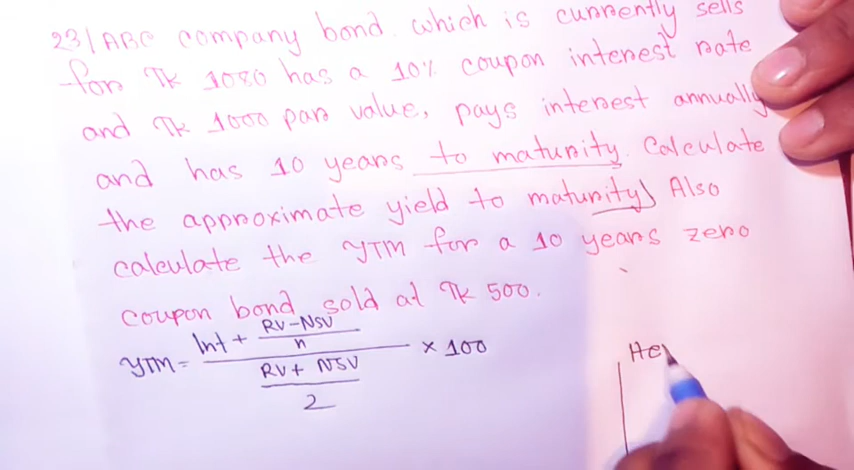 23/ ABC company bond which is currently sells
for TK 1080 has a 10% coupon interest rate
and TK 1000 par value, pays interest annually
and has 10 years to maturity. Calculate
the approximate yield to maturity) Also
calculate the YTM for a 10 years zero
coupon bond sold at TK 500.
YTM = Int + RV-NSV / n
RV + NSV / 2 × 100
He